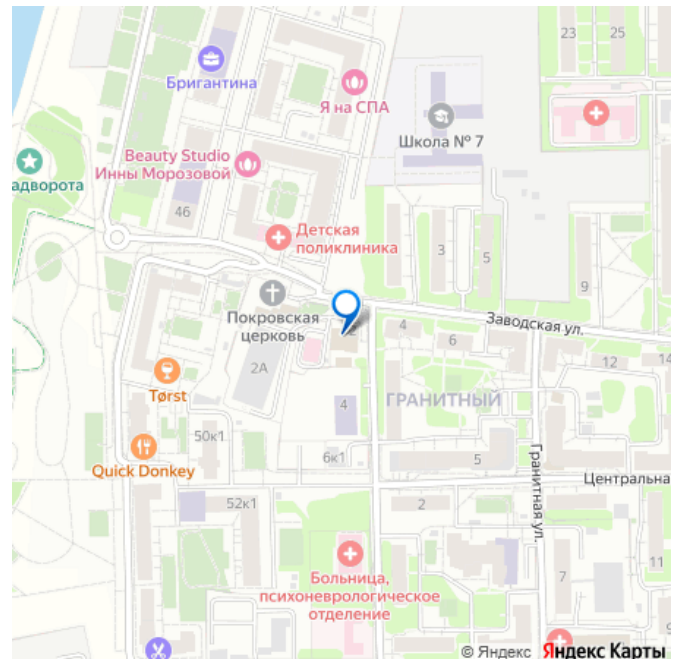 23
25
Бригантина
Я на СПА
Школа № 7
Beauty Studio
Инны Морозовой
адворота
46
Детская
поликлиника
3
5
9
Покровская
церковь
2
4
6
Заводская ул.
12
14
2А
Tørst
4
ГРАНИТНЫЙ
50к1
Quick Donkey
6к1
5
Гранитная ул.
Центральна
52к1
2
Больница,
психоневрологическое
отделение
7
11
9
© Яндекс
Яндекс Карты